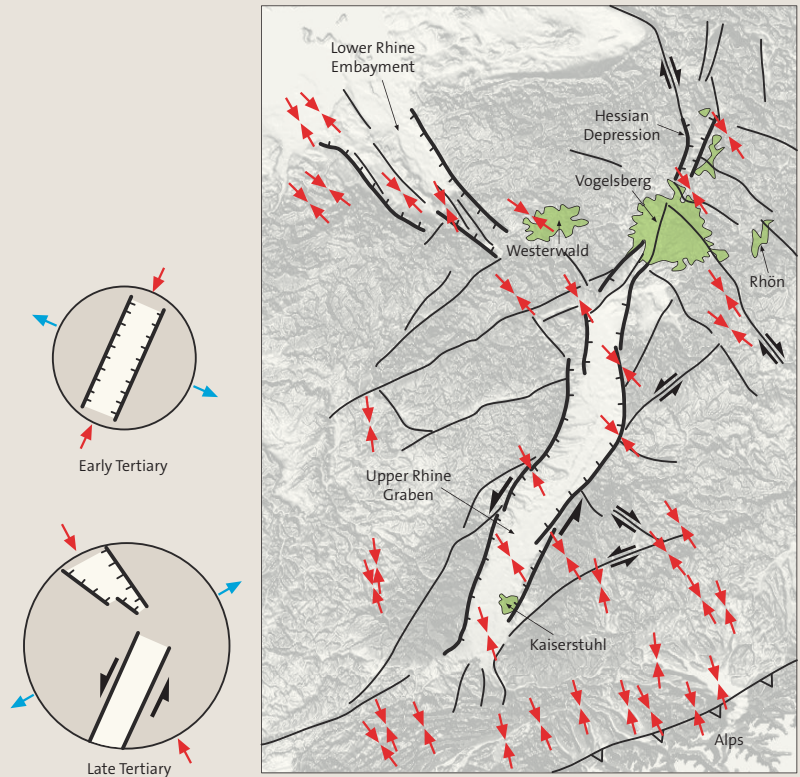 Lower Rhine
Embayment
Hessian
Depression
Vogelsberg
Westerwald
Rhön
Early Tertiary
Upper Rhine
Graben
Kaiserstuhl
Alps
Late Tertiary